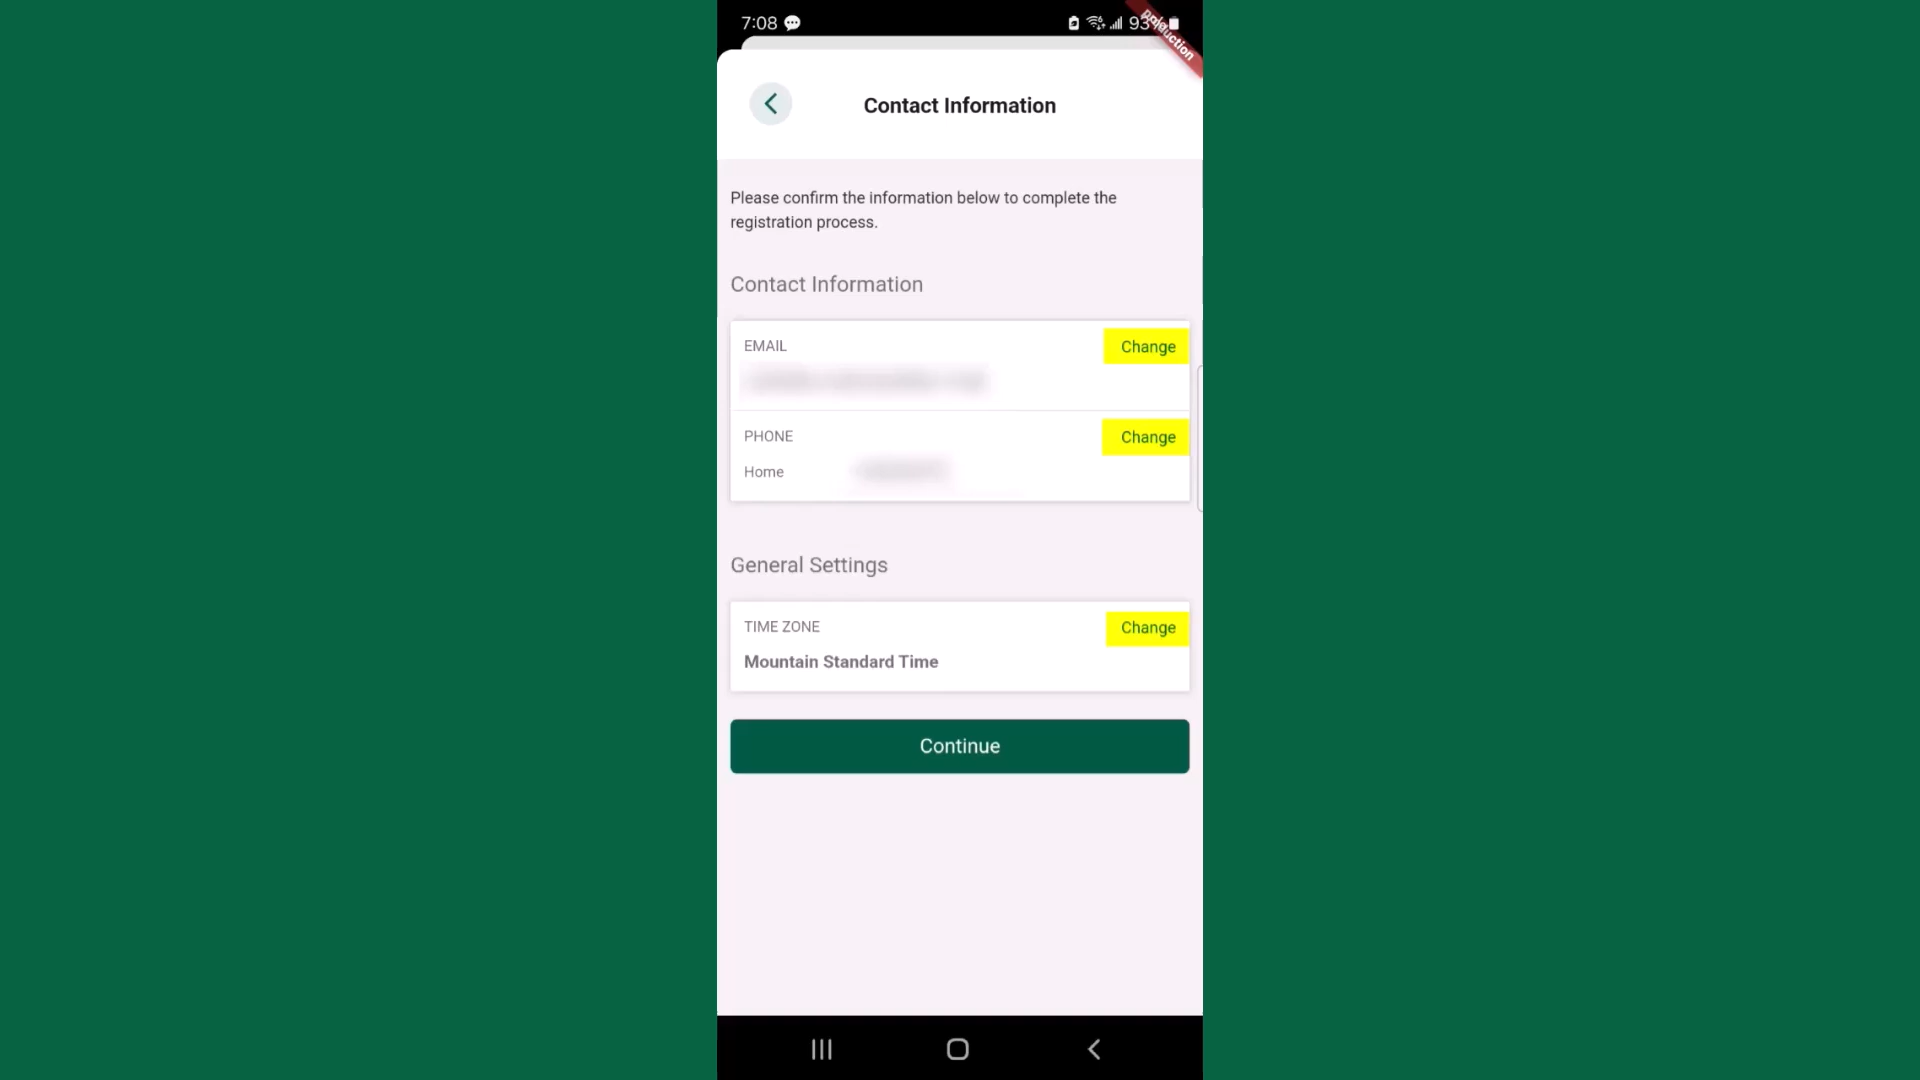 7:08
Contact Information
Please confirm the information below to complete the
registration process.
Contact Information
EMAIL
Change
PHONE
Change
Home
General Settings
TIME ZONE
Change
Mountain Standard Time
Continue